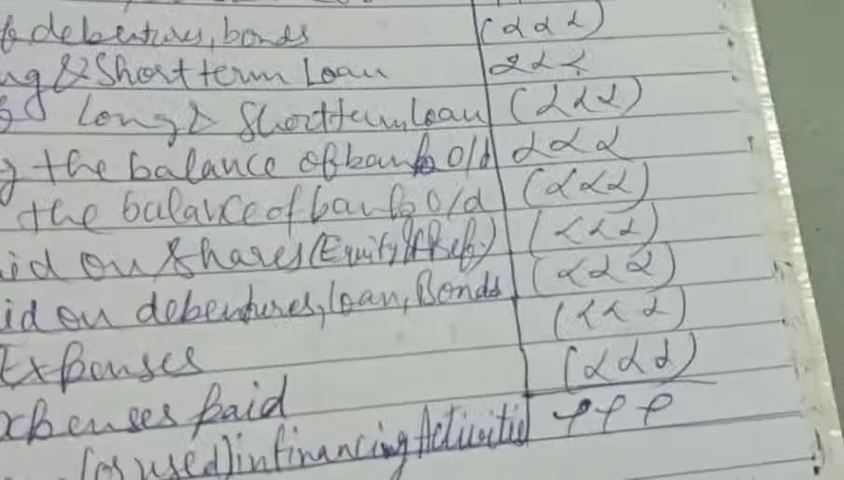 debentures, bonds (xxx)
ng & Short term Loan xxx
Long & Short term Loan (xxx)
g the balance of bank O/d xxx
the balance of bank O/d (xxx)
id on Shares (Equity/Pref.) (xxx)
id on debentures, loan, Bonds (xxx)
Expenses (xxx)
xpenses paid (xxx)
(or used) in financing Activities PPP